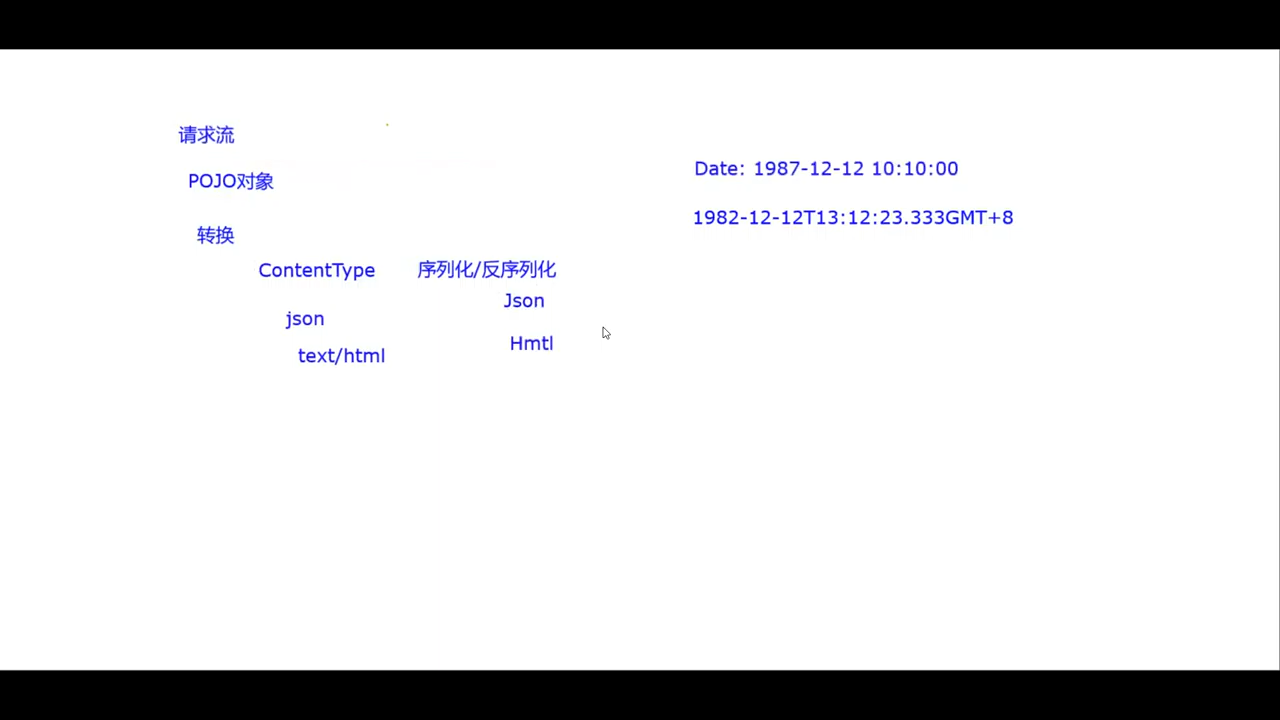 请求流
POJO对象
转换
ContentType
序列化/反序列化
json
Json
text/html
Hmtl
Date: 1987-12-12 10:10:00
1982-12-12T13:12:23.333GMT+8